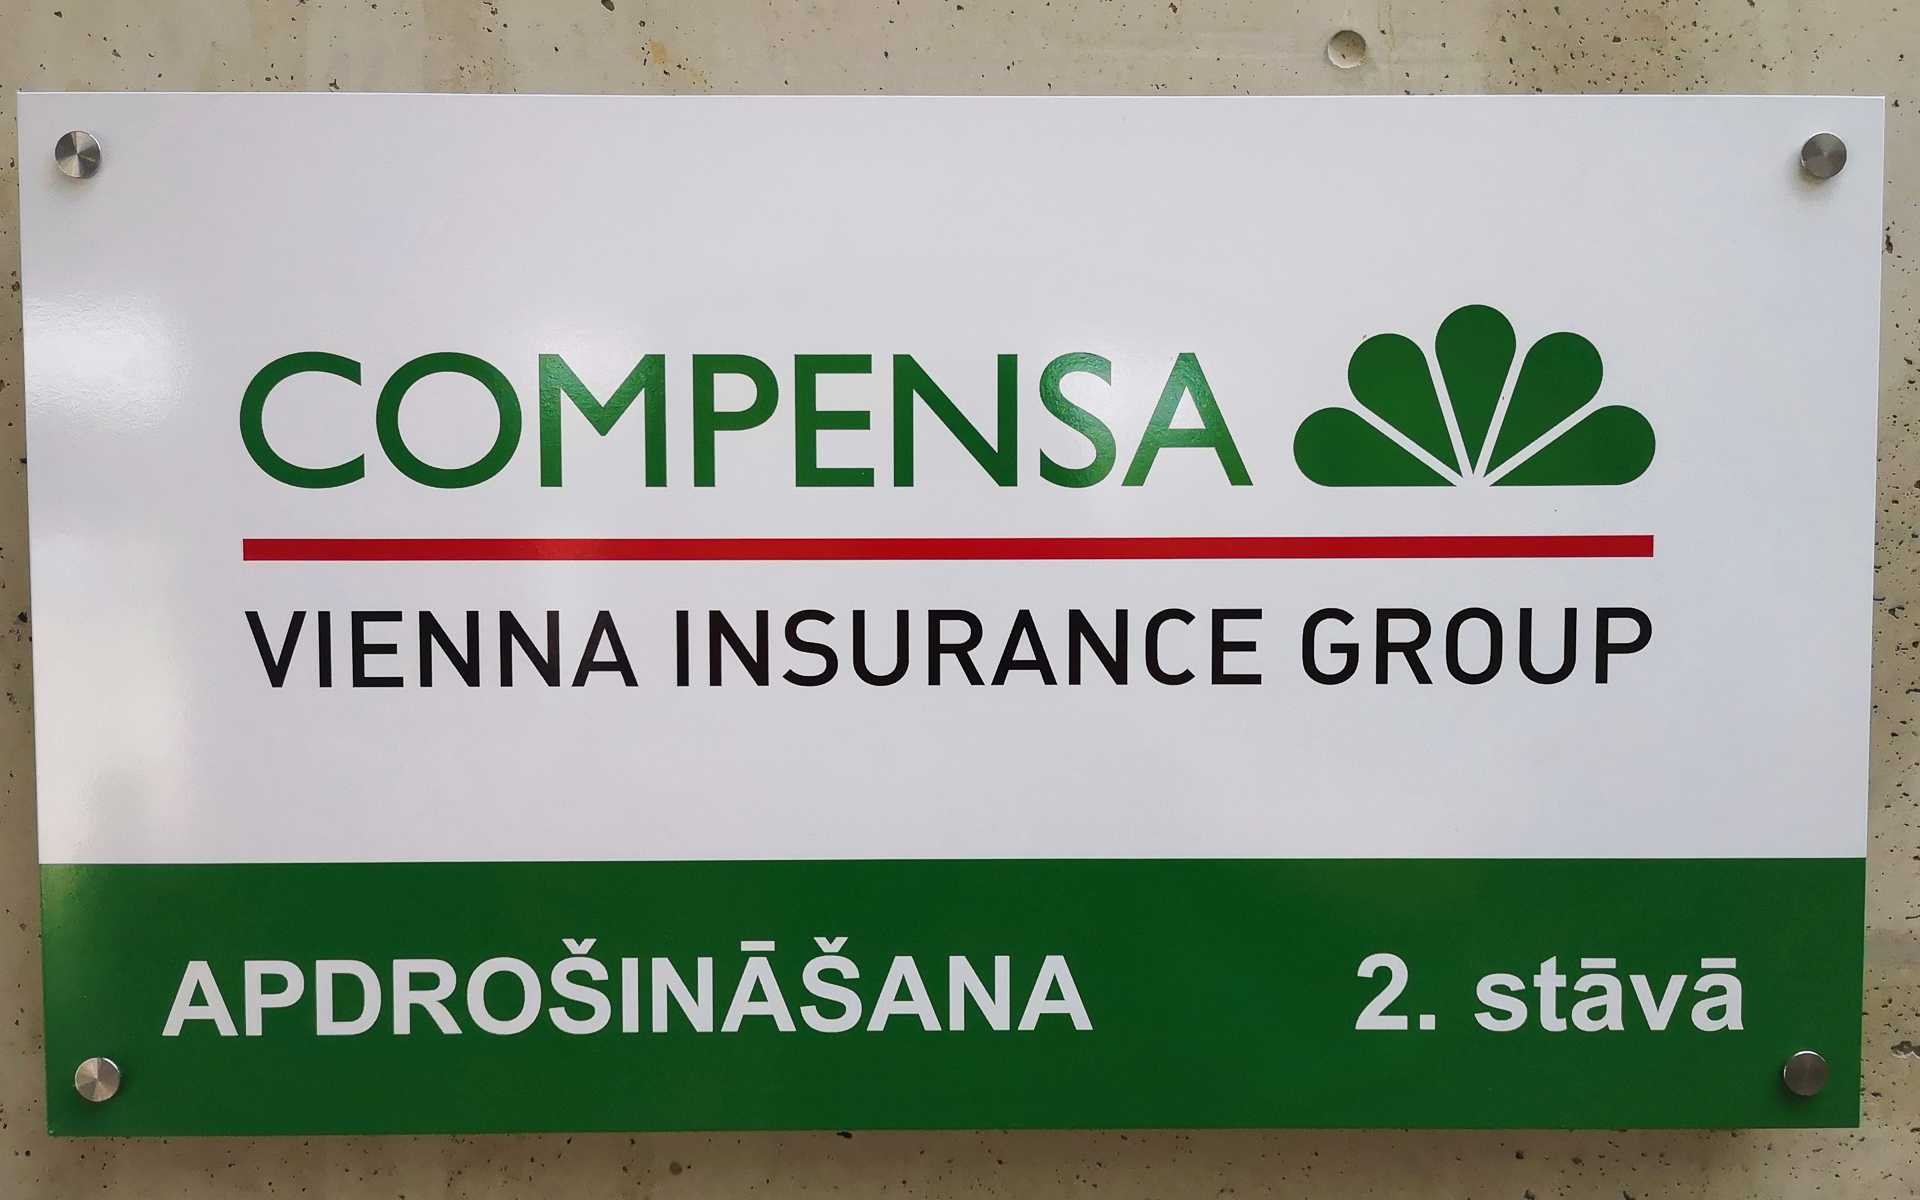 COMPENSA
VIENNA INSURANCE GROUP
APDROŠINĀŠANA 2. stāvā